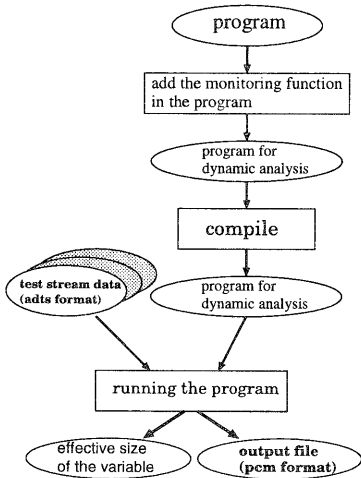 program
add the monitoring function
in the program
program for
dynamic analysis
compile
test stream data
(adts format)
program for
dynamic analysis
running the program
effective size
of the variable
output file
(pcm format)